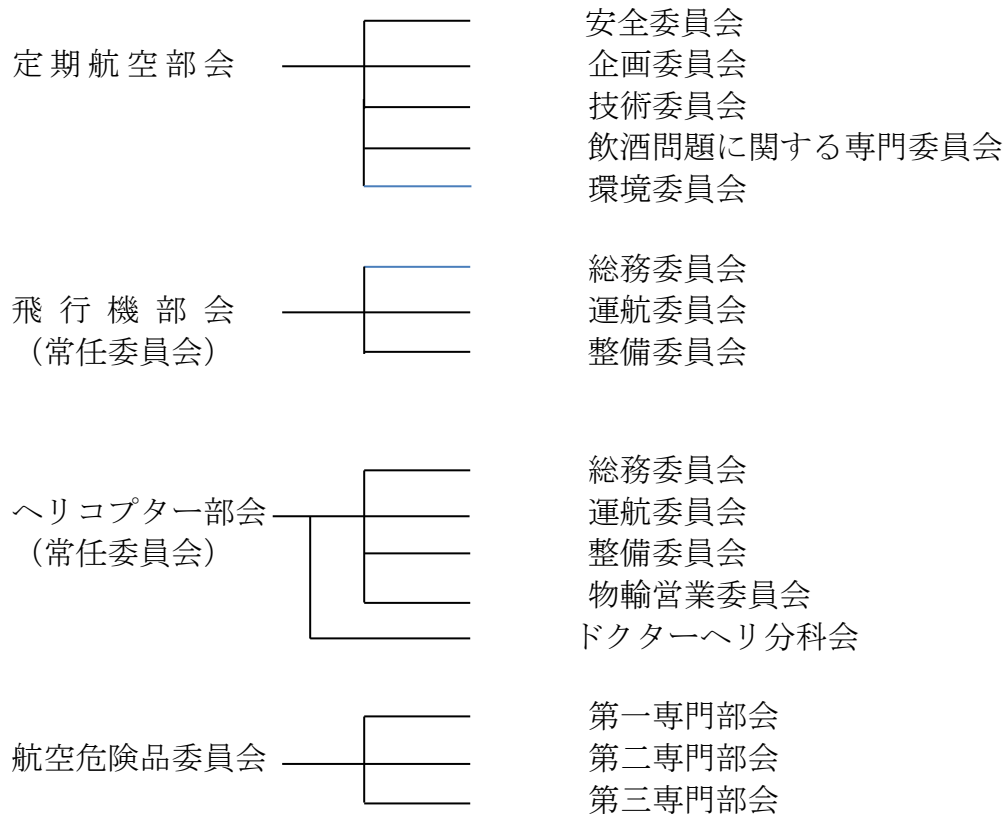 安全委員会
定期航空部会 企画委員会
技術委員会
飲酒問題に関する専門委員会
環境委員会
総務委員会
飛行機部会 運航委員会
（常任委員会） 整備委員会
総務委員会
ヘリコプター部会 運航委員会
（常任委員会） 整備委員会
物輸営業委員会
ドクターヘリ分科会
第一専門部会
航空危険品委員会 第二専門部会
第三専門部会